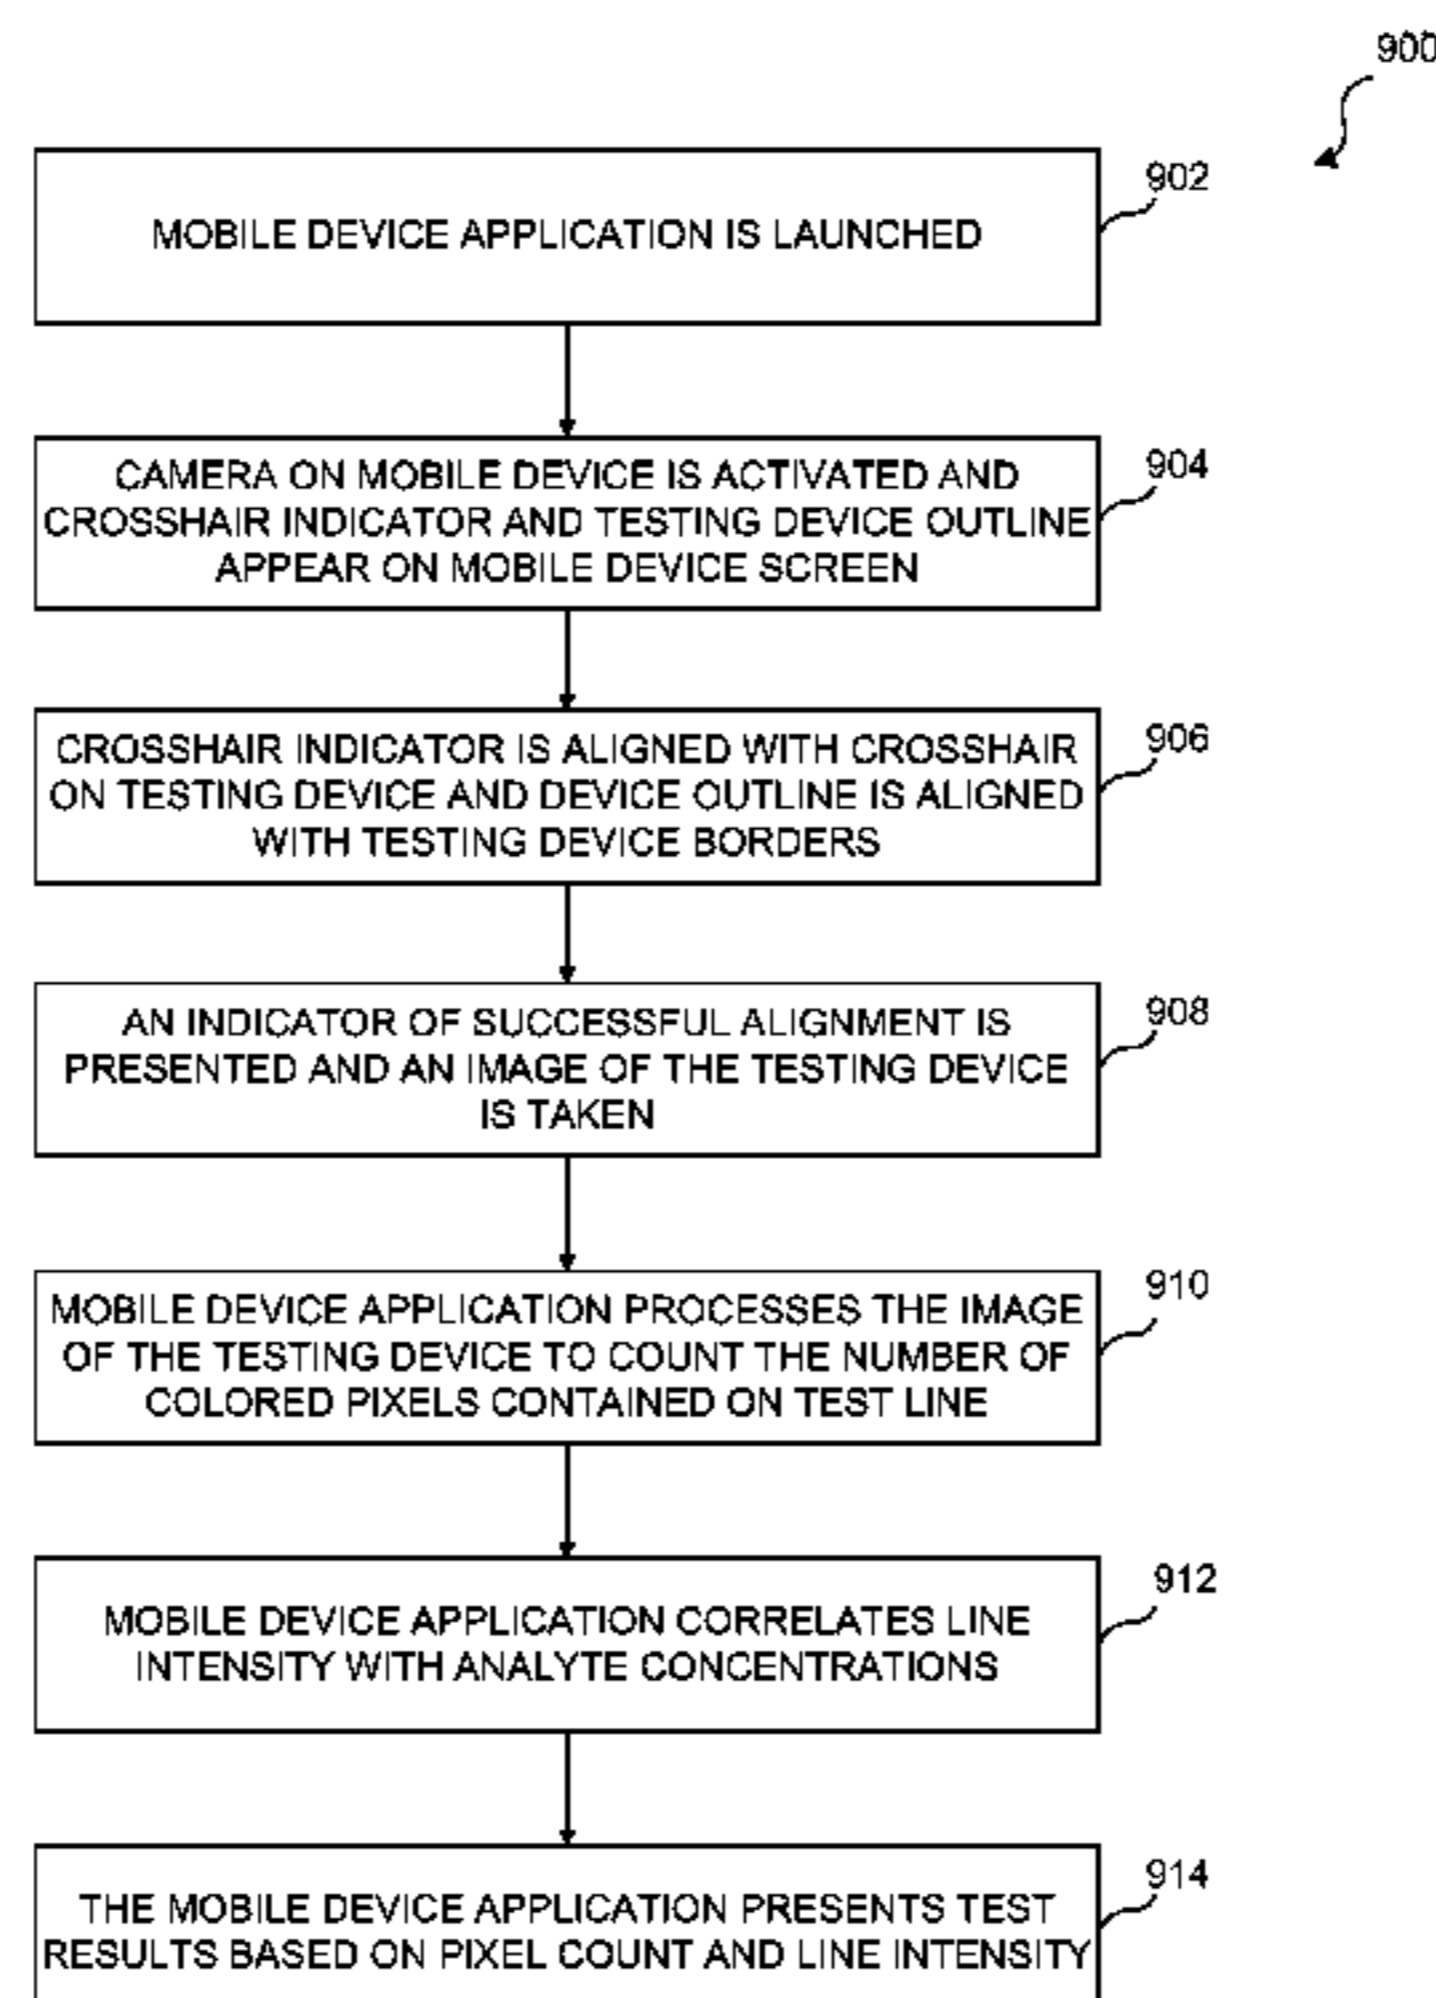 900
902
MOBILE DEVICE APPLICATION IS LAUNCHED
904
CAMERA ON MOBILE DEVICE IS ACTIVATED AND
CROSSHAIR INDICATOR AND TESTING DEVICE OUTLINE
APPEAR ON MOBILE DEVICE SCREEN
906
CROSSHAIR INDICATOR IS ALIGNED WITH CROSSHAIR
ON TESTING DEVICE AND DEVICE OUTLINE IS ALIGNED
WITH TESTING DEVICE BORDERS
908
AN INDICATOR OF SUCCESSFUL ALIGNMENT IS
PRESENTED AND AN IMAGE OF THE TESTING DEVICE
IS TAKEN
910
MOBILE DEVICE APPLICATION PROCESSES THE IMAGE
OF THE TESTING DEVICE TO COUNT THE NUMBER OF
COLORED PIXELS CONTAINED ON TEST LINE
912
MOBILE DEVICE APPLICATION CORRELATES LINE
INTENSITY WITH ANALYTE CONCENTRATIONS
914
THE MOBILE DEVICE APPLICATION PRESENTS TEST
RESULTS BASED ON PIXEL COUNT AND LINE INTENSITY